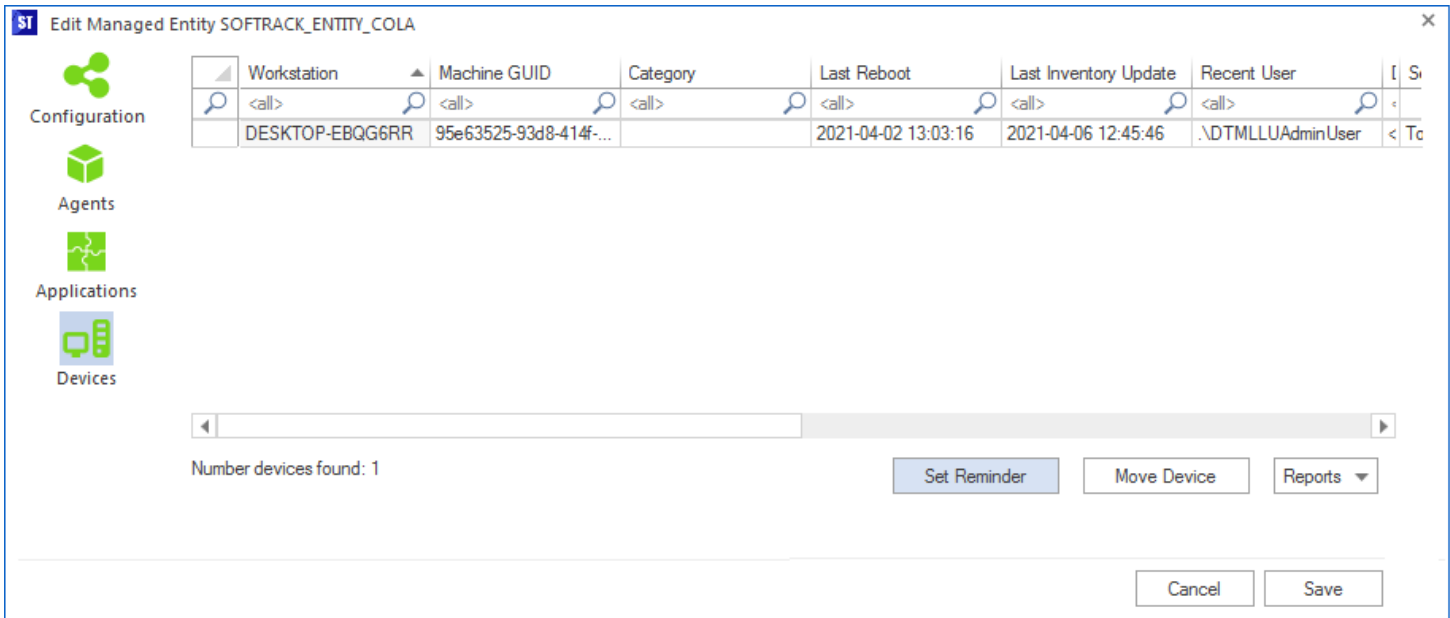 ST Edit Managed Entity SOFTRACK_ENTITY_COLA
Configuration
Agents
Applications
Devices
Workstation Machine GUID Category Last Reboot Last Inventory Update Recent User
<all> <all> <all> <all> <all> <all>
DESKTOP-EBQG6RR 95e63525-93d8-414f-... 2021-04-02 13:03:16 2021-04-06 12:45:46 .\DTMLLUAdminUser
Number devices found: 1
Set Reminder Move Device Reports
Cancel Save